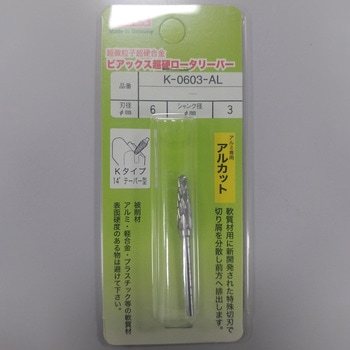 超微粒子超硬合金
ピアックス超硬ロータリーバー
品番
K-0603-AL
刃径
φ㎜
6
シャンク径
φ㎜
3
Kタイプ
14°テーパー型
アルミ専用
アルカット
軟質材用に新開発された特殊切刃で
切り屑を分散し前方へ排出します。
被削材
アルミ・軽合金・プラスチック等の軟質材
表面硬度のある物は避けて下さい。